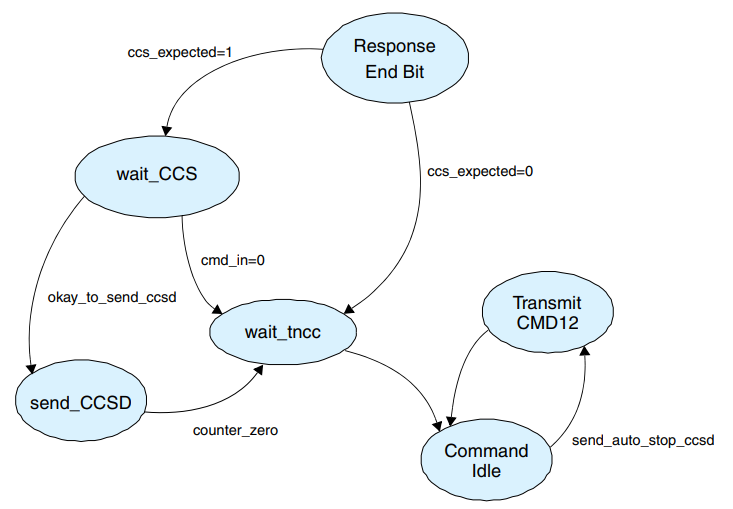 Response
End Bit
ccs_expected=1
wait_CCS
ccs_expected=0
cmd_in=0
okay_to_send_ccsd
Transmit
CMD12
wait_tncc
send_CCSD
counter_zero
Command
Idle
send_auto_stop_ccsd